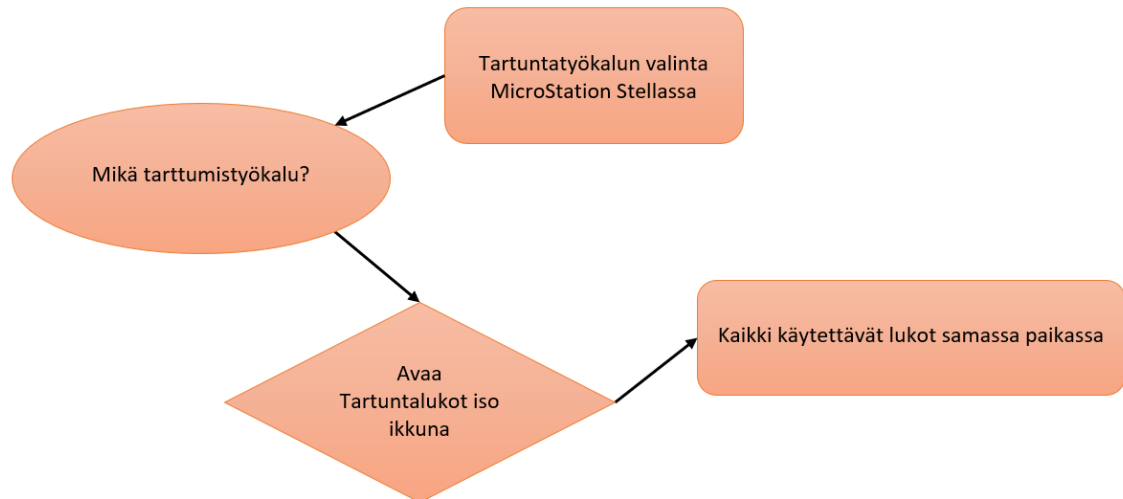 Tartuntatyökalun valinta
MicroStation Stellassa
Mikä tarttumistyökalu?
Avaa
Tartuntalukot iso
ikkuna
Kaikki käytettävät lukot samassa paikassa